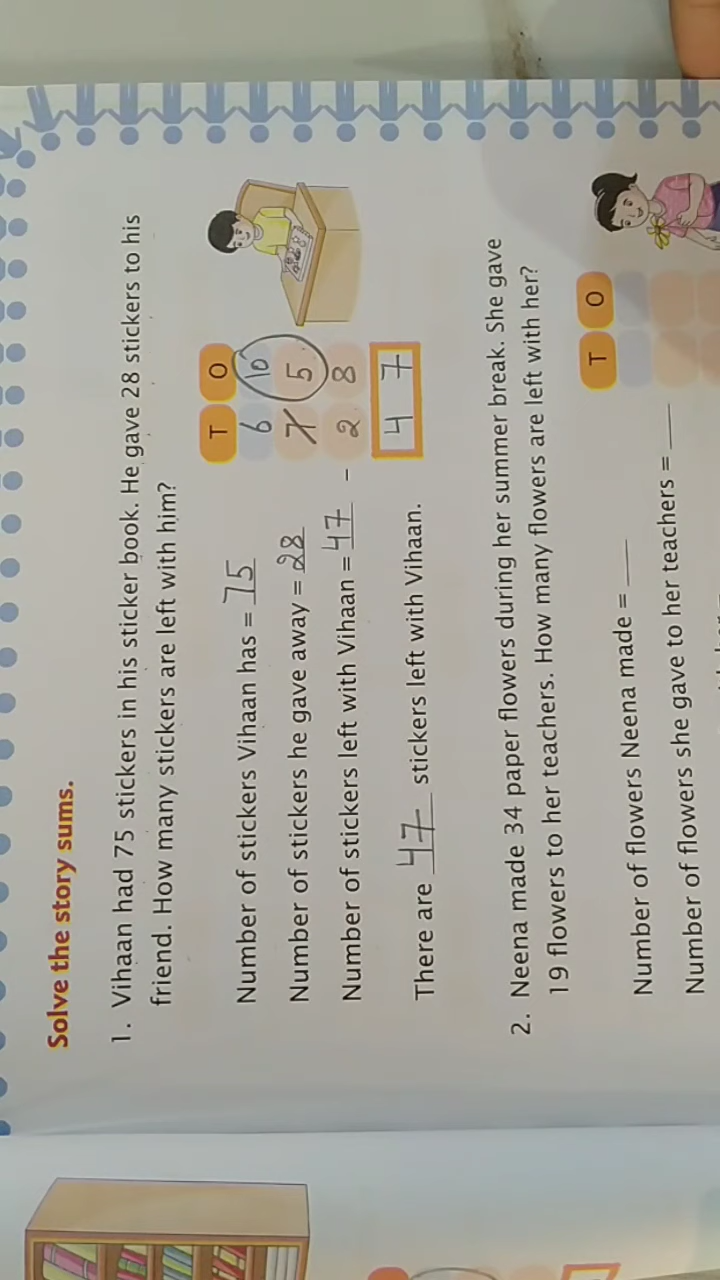 Solve the story sums.
1. Vihaan had 75 stickers in his sticker book. He gave 28 stickers to his
friend. How many stickers are left with him?
T O
6 10
7 5
- 2 8
4 7
Number of stickers Vihaan has = 75
Number of stickers he gave away = 28
Number of stickers left with Vihaan = 47
There are 47 stickers left with Vihaan.
2. Neena made 34 paper flowers during her summer break. She gave
19 flowers to her teachers. How many flowers are left with her?
T O
Number of flowers Neena made = __
Number of flowers she gave to her teachers = __